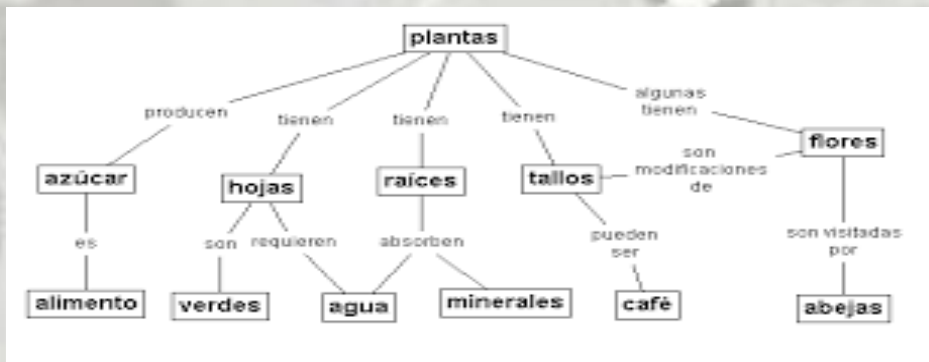 plantas
producen
tienen
tienen
tienen
algunas
tienen
flores
son
modificaciones
de
azúcar
hojas
raíces
tallos
es
son
requieren
absorben
pueden
ser
son visitadas
por
alimento
verdes
agua
minerales
café
abejas